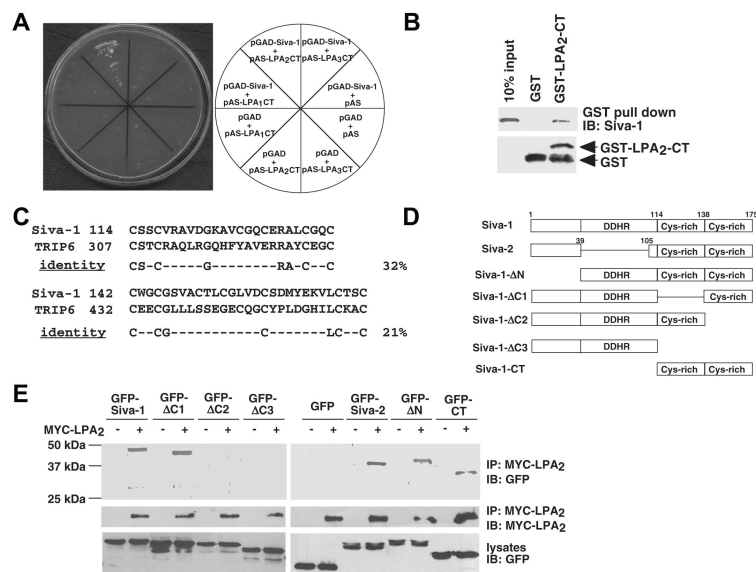 A
pGAD-Siva-1
+
pAS-LPA2CT
pGAD-Siva-1
+
pAS-LPA3CT
pGAD-Siva-1
+
pAS-LPA1CT
pGAD-Siva-1
+
pAS
pGAD
+
pAS-LPA1CT
pGAD
+
pAS
pGAD
+
pAS-LPA2CT
pGAD
+
pAS-LPA3CT
B
10% input
GST
GST-LPA2-CT
GST pull down
IB: Siva-1
GST-LPA2-CT
GST
C
Siva-1 114 CSSCVRAVDGKAVCGQCERALCGQC
TRIP6 307 CSTCRAQLRGQHFYAVERRAYCEGC
identity CS-C------G-------RA-C--C 32%
Siva-1 142 CWGCGSVACTLCGLVDCSDMYEKVLCTSC
TRIP6 432 CEECGLLLSSEGECQGCYPLDGHILCKAC
identity C--CG-----------C-------LC--C 21%
D
1 114 138 175
Siva-1 DDHR Cys-rich Cys-rich
39 105
Siva-2 Cys-rich Cys-rich
Siva-1-ΔN DDHR Cys-rich Cys-rich
Siva-1-ΔC1 DDHR Cys-rich
Siva-1-ΔC2 DDHR Cys-rich
Siva-1-ΔC3 DDHR
Siva-1-CT Cys-rich Cys-rich
E
GFP-Siva-1 GFP-ΔC1 GFP-ΔC2 GFP-ΔC3 GFP GFP-Siva-2 GFP-ΔN GFP-CT
MYC-LPA2 - + - + - + - + - + - + - + - +
50 kDa
37 kDa
25 kDa
IP: MYC-LPA2
IB: GFP
IP: MYC-LPA2
IB: MYC-LPA2
lysates
IB: GFP